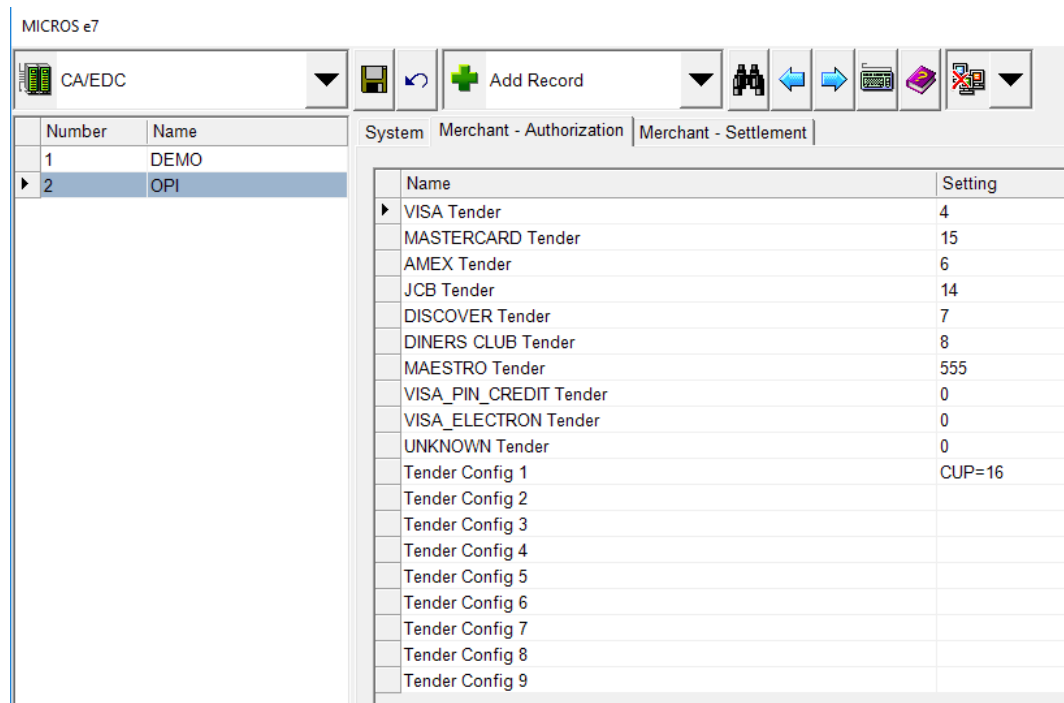 MICROS e7
CA/EDC Add Record
Number Name
1 DEMO
2 OPI
System Merchant - Authorization Merchant - Settlement
Name Setting
VISA Tender 4
MASTERCARD Tender 15
AMEX Tender 6
JCB Tender 14
DISCOVER Tender 7
DINERS CLUB Tender 8
MAESTRO Tender 555
VISA_PIN_CREDIT Tender 0
VISA_ELECTRON Tender 0
UNKNOWN Tender 0
Tender Config 1 CUP=16
Tender Config 2
Tender Config 3
Tender Config 4
Tender Config 5
Tender Config 6
Tender Config 7
Tender Config 8
Tender Config 9